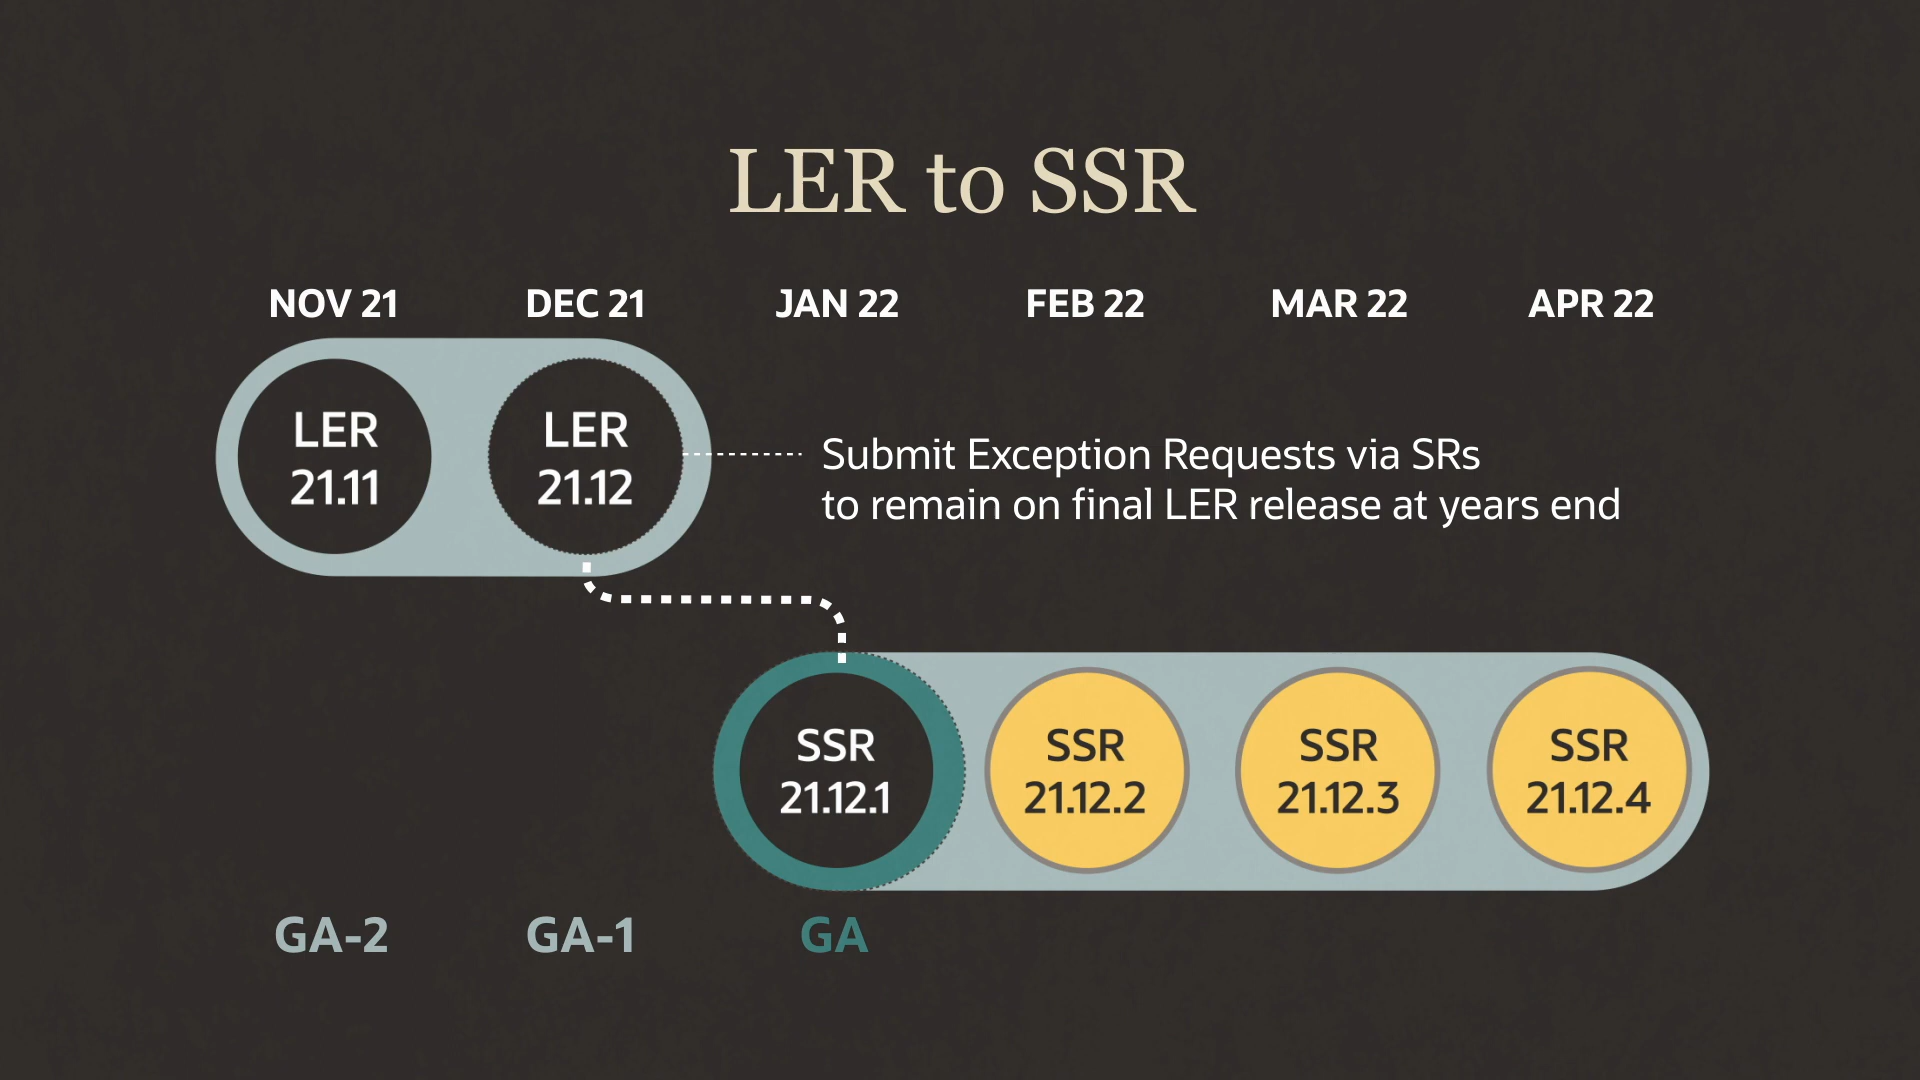 LER to SSR
NOV 21
DEC 21
JAN 22
FEB 22
MAR 22
APR 22
LER
21.11
LER
21.12
Submit Exception Requests via SRs
to remain on final LER release at years end
SSR
21.12.1
SSR
21.12.2
SSR
21.12.3
SSR
21.12.4
GA-2
GA-1
GA